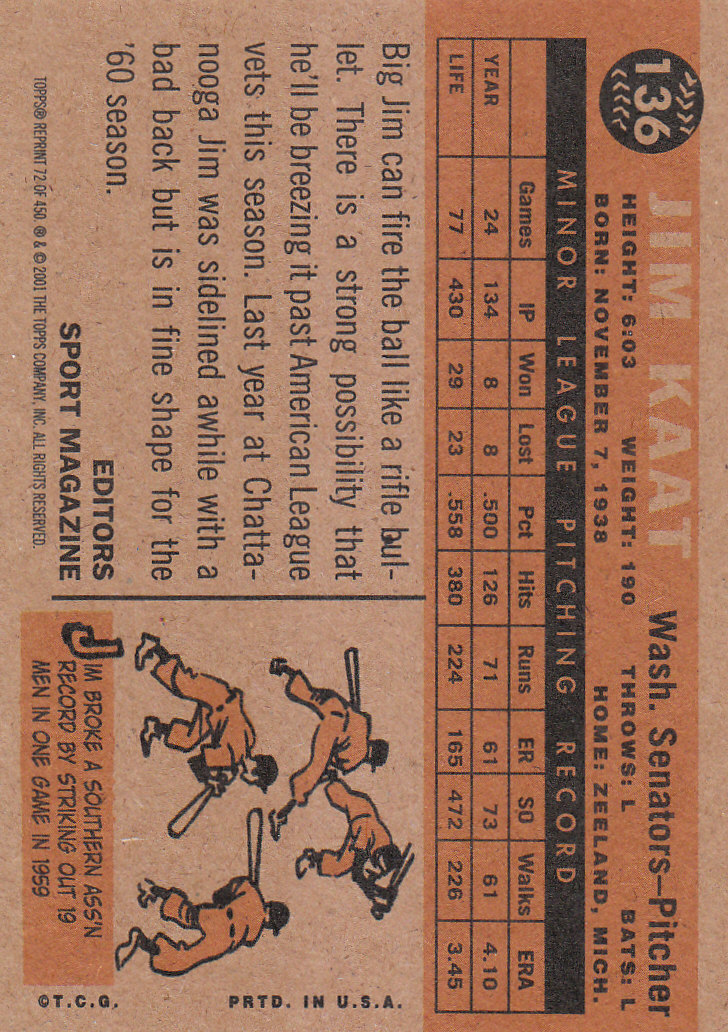 136
JIM KAAT Wash. Senators–Pitcher
HEIGHT: 6:03 WEIGHT: 190 THROWS: L BATS: L
BORN: NOVEMBER 7, 1938 HOME: ZEELAND, MICH.
MINOR LEAGUE PITCHING RECORD
Games IP Won Lost Pct Hits Runs ER SO Walks ERA
YEAR 24 134 8 8 .500 126 71 61 73 61 4.10
LIFE 77 430 29 23 .558 380 224 165 472 226 3.45
Big Jim can fire the ball like a rifle bul-
let. There is a strong possibility that
he'll be breezing it past American League
vets this season. Last year at Chatta-
nooga Jim was sidelined awhile with a
bad back but is in fine shape for the
'60 season.
EDITORS
SPORT MAGAZINE
TOPPS® REPRINT 72 OF 450. ® & © 2001 THE TOPPS COMPANY, INC. ALL RIGHTS RESERVED.
JIM BROKE A SOUTHERN ASS'N
RECORD BY STRIKING OUT 19
MEN IN ONE GAME IN 1959
©T.C.G. PRTD. IN U.S.A.